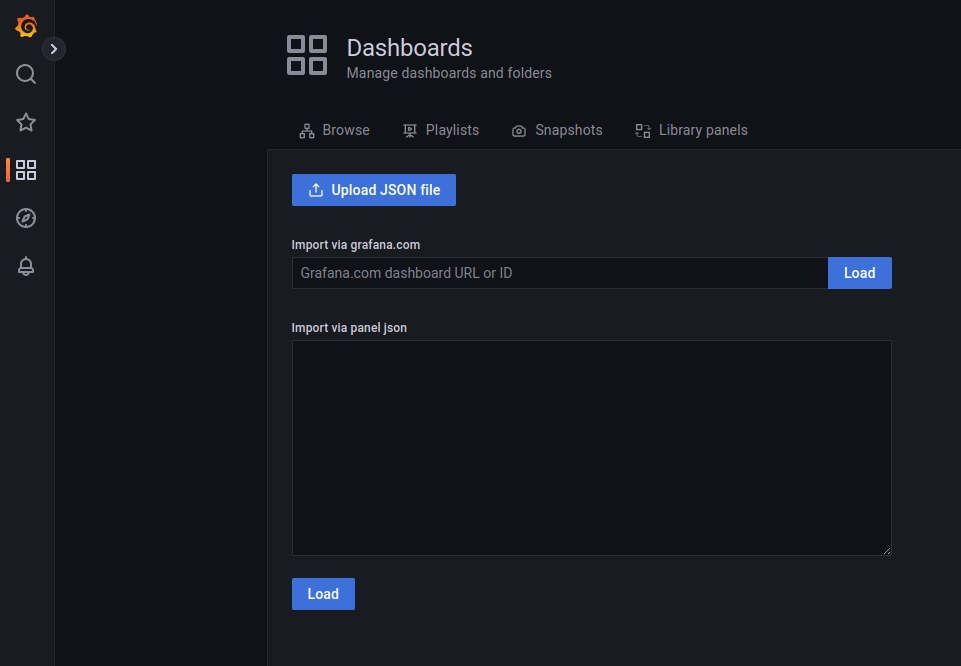 Dashboards
Manage dashboards and folders
Browse Playlists Snapshots Library panels
Upload JSON file
Import via grafana.com
Grafana.com dashboard URL or ID Load
Import via panel json
Load